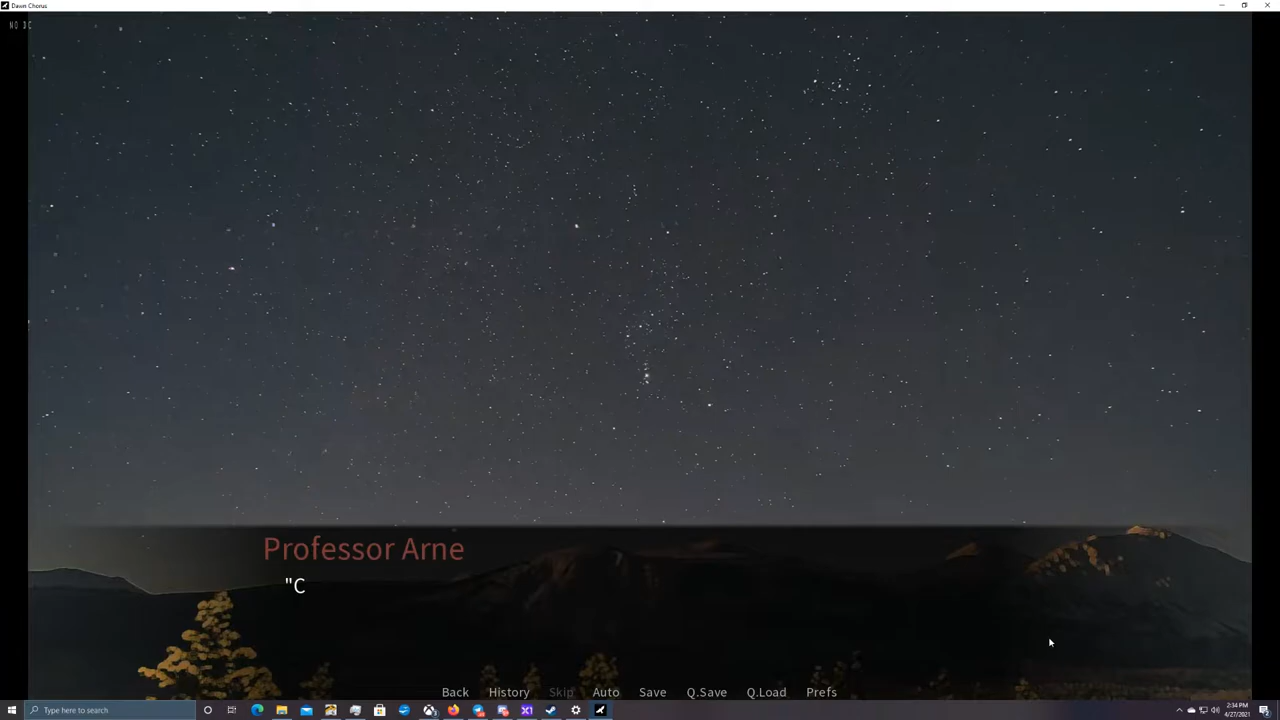 Dawn Chorus
Professor Arne
"C
Back History Skip Auto Save Q.Save Q.Load Prefs
Type here to search
2:34 PM
4/27/2021